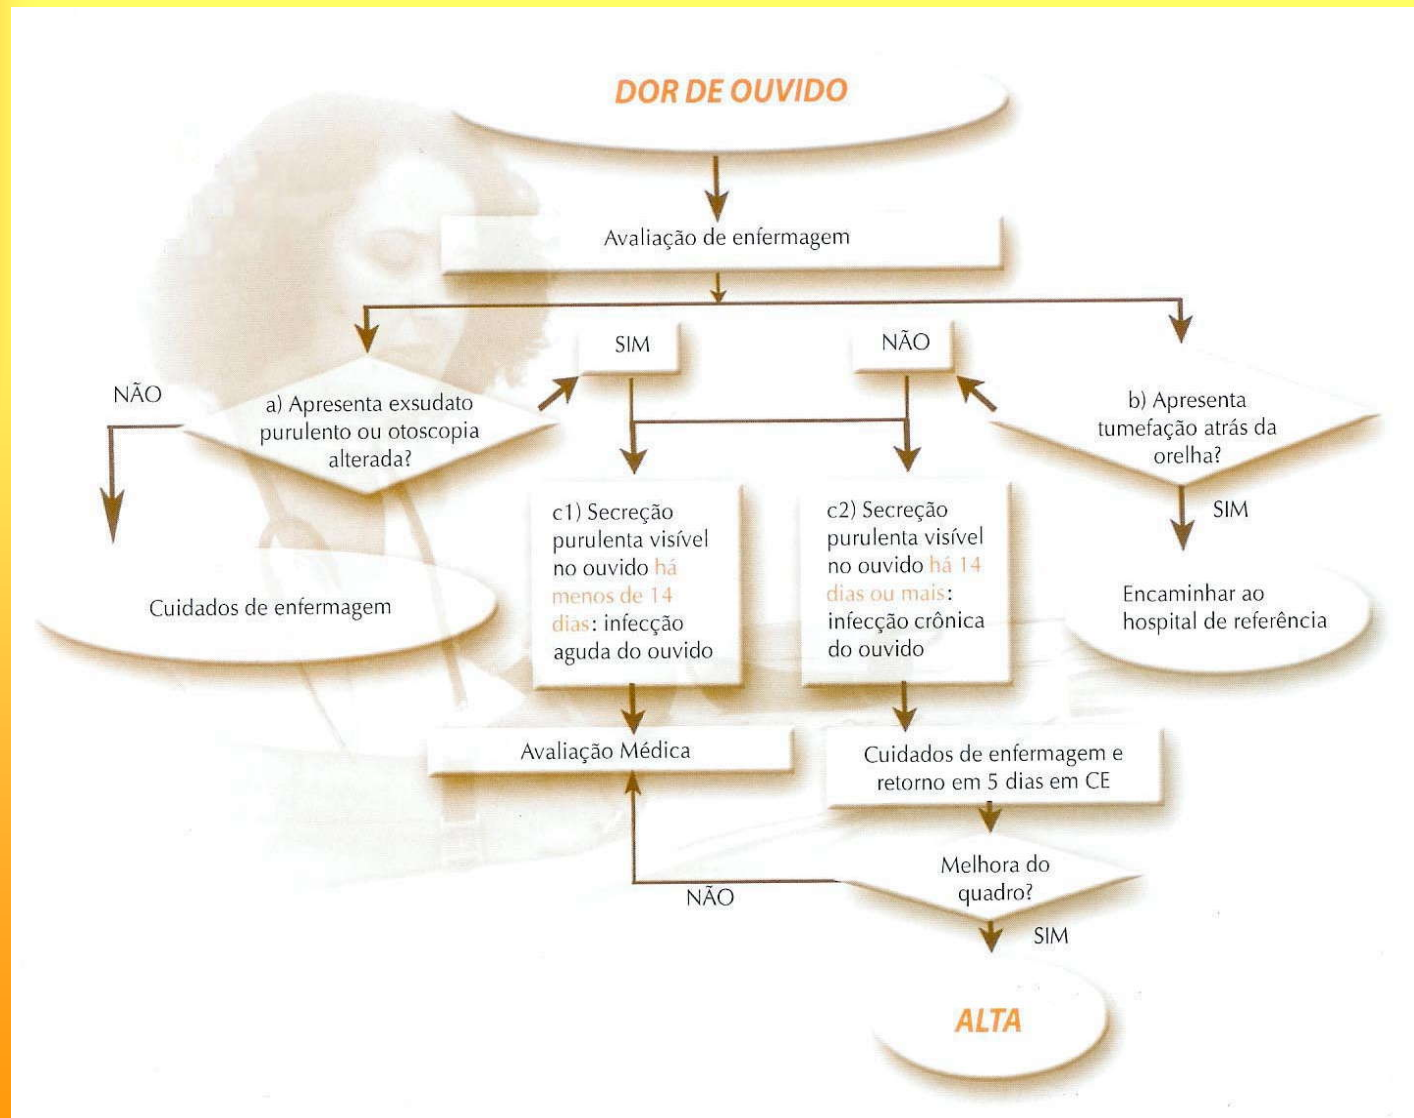 DOR DE OUVIDO
Avaliação de enfermagem
SIM
NÃO
NÃO
a) Apresenta exsudato
purulento ou otoscopia
alterada?
b) Apresenta
tumefação atrás da
orelha?
SIM
c1) Secreção
purulenta visível
no ouvido há
menos de 14
dias: infecção
aguda do ouvido
c2) Secreção
purulenta visível
no ouvido há 14
dias ou mais:
infecção crônica
do ouvido
Cuidados de enfermagem
Encaminhar ao
hospital de referência
Avaliação Médica
Cuidados de enfermagem e
retorno em 5 dias em CE
Melhora do
quadro?
NÃO
SIM
ALTA